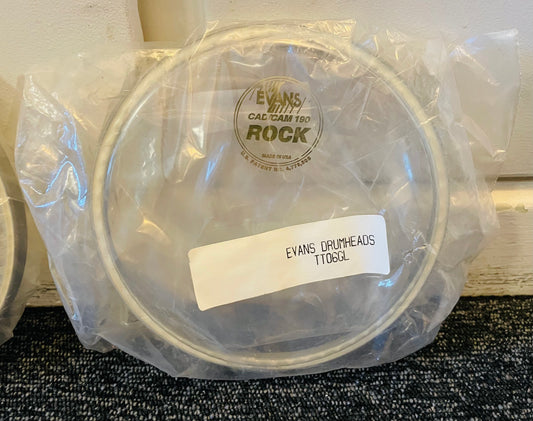 EVANS
CAD/CAM 190
ROCK
MADE IN USA
EVANS DRUMHEADS
TT06GL